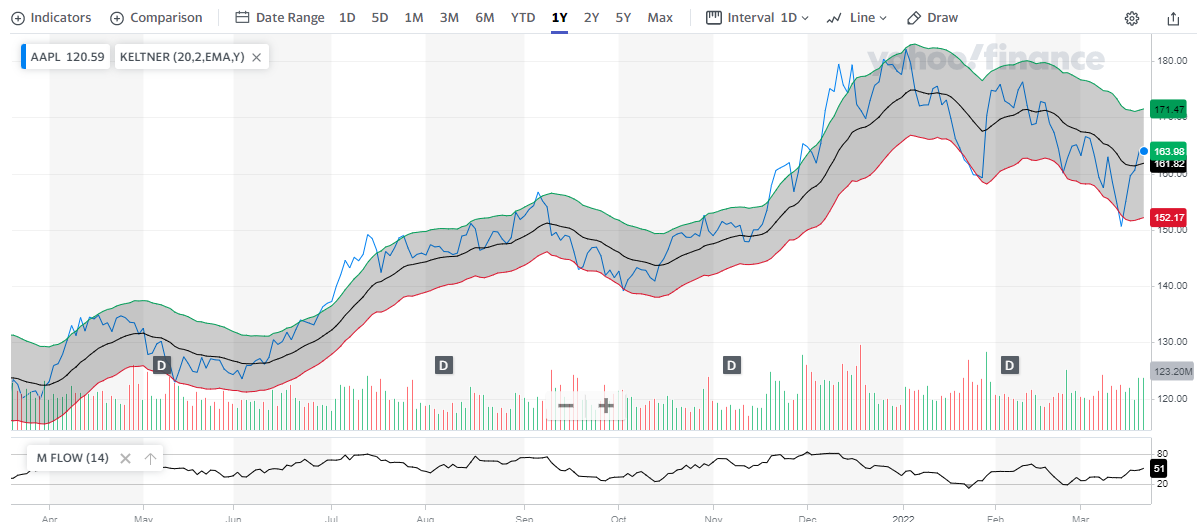 Indicators Comparison Date Range 1D 5D 1M 3M 6M YTD 1Y 2Y 5Y Max Interval 1D Line Draw
AAPL 120.59 KELTNER (20,2,EMA,Y)
yahoo!finance
180.00
171.47
163.98
161.82
160.00
152.17
150.00
140.00
130.00
D D D D
123.20M
120.00
M FLOW (14)
80
51
20
Apr May Jun Jul Aug Sep Oct Nov Dec 2022 Feb Mar